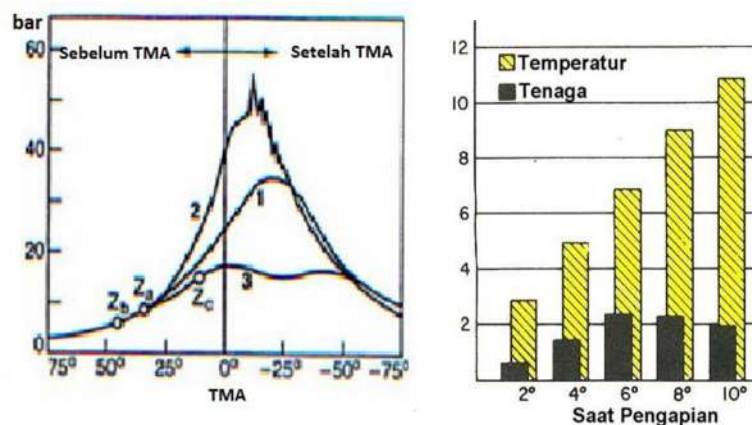 bar
60
Sebelum TMA
Setelah TMA
40
2
1
20
Zb
Za
Zc
3
0
75° 50° 25° 0° -25° -50° -75°
TMA
12
Temperatur
Tenaga
10
8
6
4
2
2° 4° 6° 8° 10°
Saat Pengapian